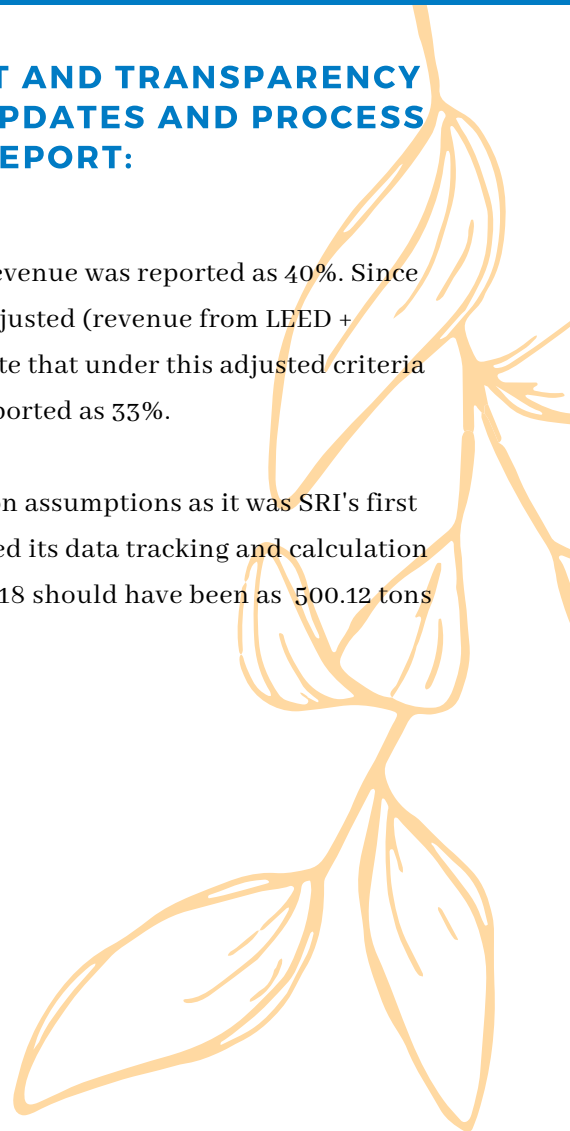 T AND TRANSPARENCY
PDATES AND PROCESS
EPORT:
evenue was reported as 40%. Since
justed (revenue from LEED +
te that under this adjusted criteria
ported as 33%.
on assumptions as it was SRI's first
ed its data tracking and calculation
18 should have been as  500.12 tons